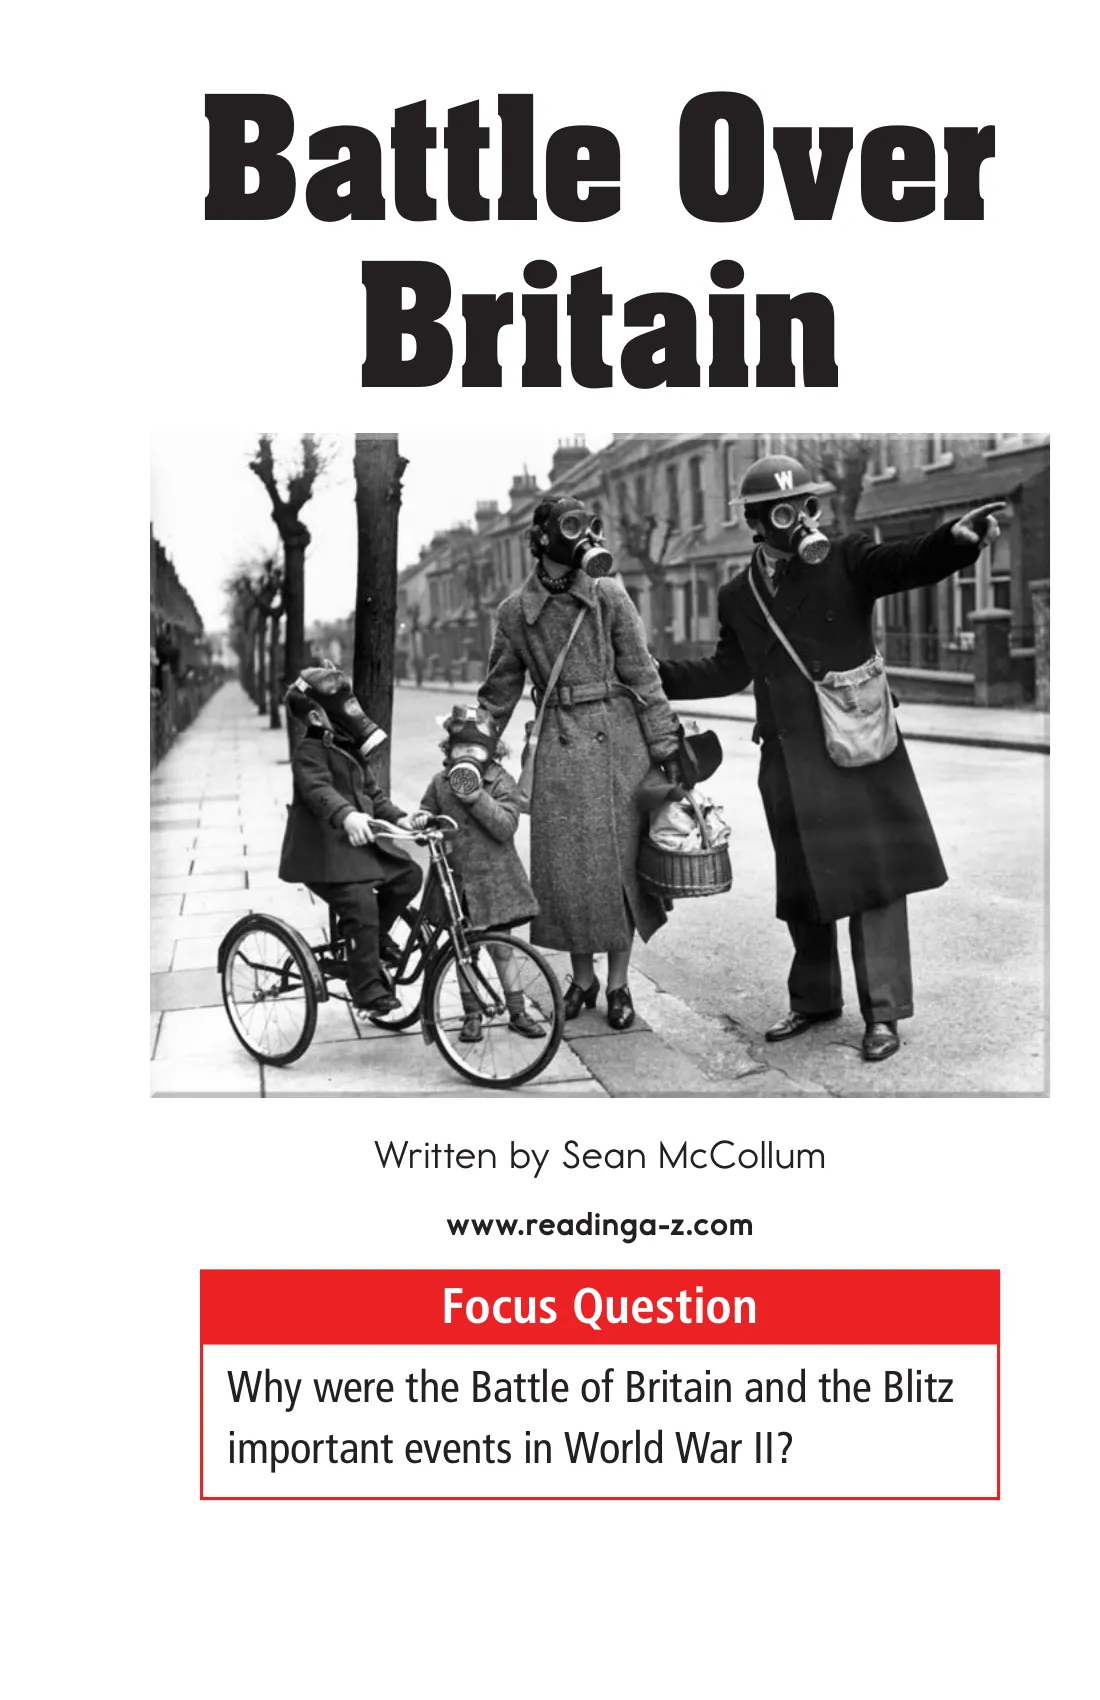 Battle Over
Britain
W
Written by Sean McCollum
www.readinga-z.com
Focus Question
Why were the Battle of Britain and the Blitz
important events in World War II?